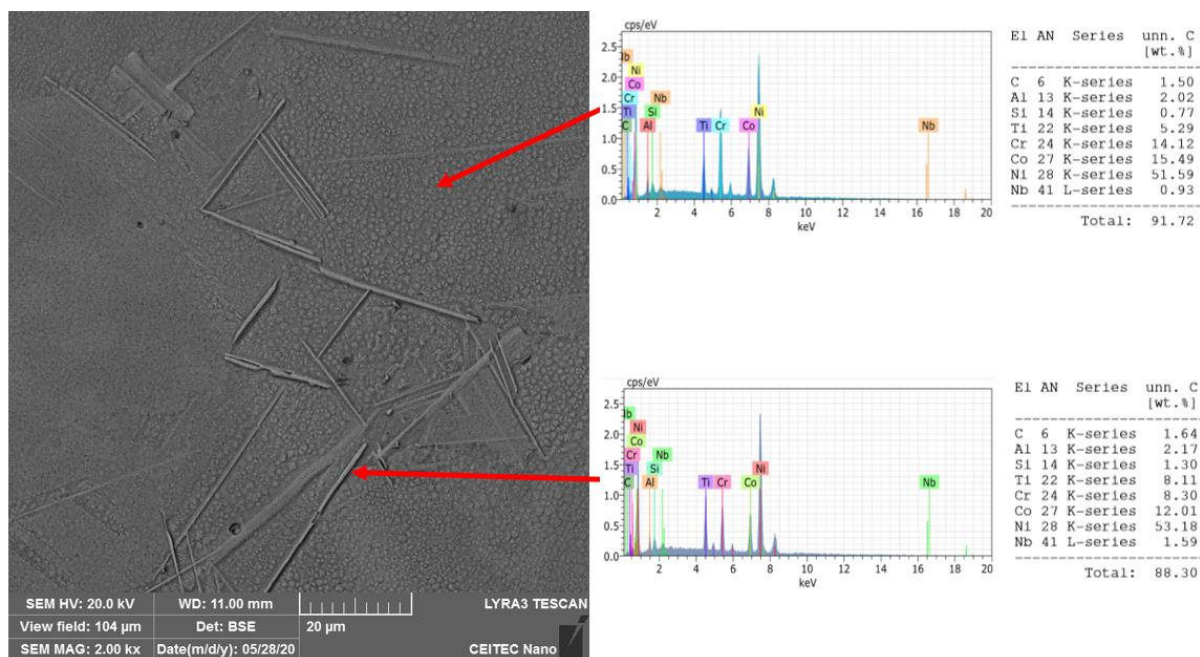 cps/eV
2.5
2.0
1.5
1.0
0.5
0.0
Nb
Ni
Co
Cr Nb
Ti Si
C Al Ti Cr Co Ni Nb
2 4 6 8 10 12 14 16 18 20
keV
El AN Series unn. C
[wt.%]
C 6 K-series 1.50
Al 13 K-series 2.02
Si 14 K-series 0.77
Ti 22 K-series 5.29
Cr 24 K-series 14.12
Co 27 K-series 15.49
Ni 28 K-series 51.59
Nb 41 L-series 0.93
Total: 91.72
cps/eV
2.5
2.0
1.5
1.0
0.5
0.0
Ni
Co
Cr Nb
Ti Si
C Al Ti Cr Co Ni Nb
2 4 6 8 10 12 14 16 18 20
keV
El AN Series unn. C
[wt.%]
C 6 K-series 1.64
Al 13 K-series 2.17
Si 14 K-series 1.30
Ti 22 K-series 8.11
Cr 24 K-series 8.30
Co 27 K-series 12.01
Ni 28 K-series 53.18
Nb 41 L-series 1.59
Total: 88.30
SEM HV: 20.0 kV WD: 11.00 mm LYRA3 TESCAN
View field: 104 µm Det: BSE 20 µm
SEM MAG: 2.00 kx Date(m/d/y): 05/28/20 CEITEC Nano